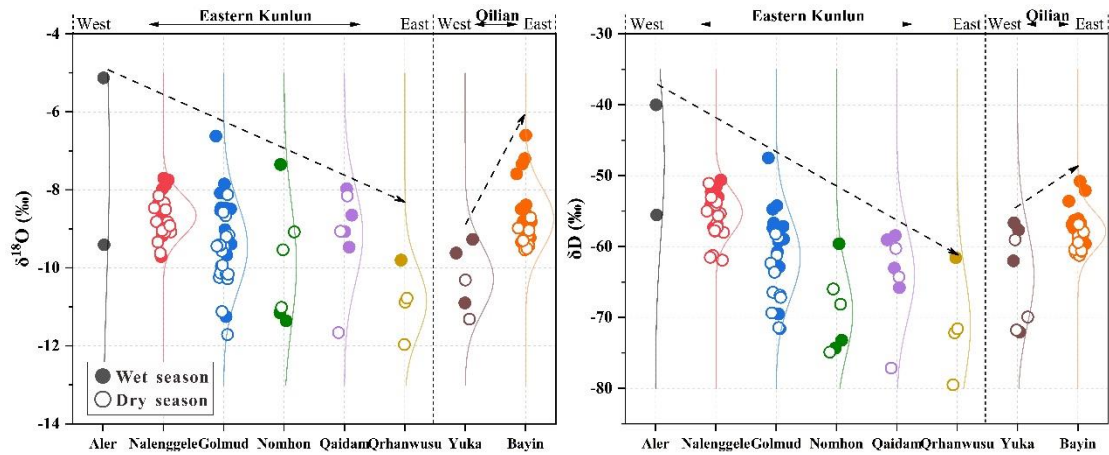 Eastern Kunlun
Qilian
West
East
West
East
-4
-6
-8
-10
-12
-14
δ18O (‰)
Wet season
Dry season
Aler
Nalenggele
Golmud
Nomhon
Qaidam
Qrhanwusu
Yuka
Bayin
Eastern Kunlun
Qilian
West
East
West
East
-30
-40
-50
-60
-70
-80
δD (‰)
Aler
Nalenggele
Golmud
Nomhon
Qaidam
Qrhanwusu
Yuka
Bayin